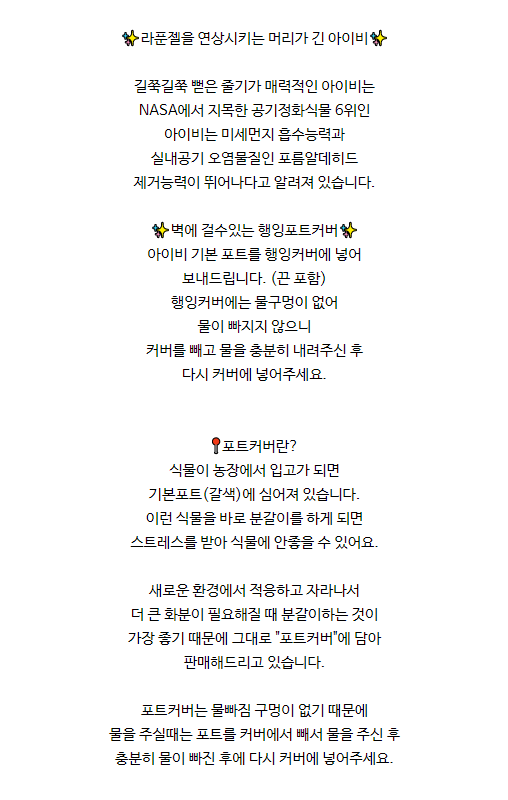 ✨라푼젤을 연상시키는 머리가 긴 아이비✨
길쭉길쭉 뻗은 줄기가 매력적인 아이비는
NASA에서 지목한 공기정화식물 6위인
아이비는 미세먼지 흡수능력과
실내공기 오염물질인 포름알데히드
제거능력이 뛰어나다고 알려져 있습니다.
✨벽에 걸수있는 행잉포트커버✨
아이비 기본 포트를 행잉커버에 넣어
보내드립니다. (끈 포함)
행잉커버에는 물구멍이 없어
물이 빠지지 않으니
커버를 빼고 물을 충분히 내려주신 후
다시 커버에 넣어주세요.
📍포트커버란?
식물이 농장에서 입고가 되면
기본포트(갈색)에 심어져 있습니다.
이런 식물을 바로 분갈이를 하게 되면
스트레스를 받아 식물에 안좋을 수 있어요.
새로운 환경에서 적응하고 자라나서
더 큰 화분이 필요해질 때 분갈이하는 것이
가장 좋기 때문에 그대로 "포트커버"에 담아
판매해드리고 있습니다.
포트커버는 물빠짐 구멍이 없기 때문에
물을 주실때는 포트를 커버에서 빼서 물을 주신 후
충분히 물이 빠진 후에 다시 커버에 넣어주세요.